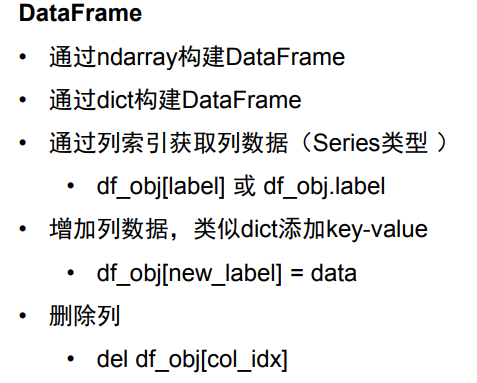 DataFrame
• 通过ndarray构建DataFrame
• 通过dict构建DataFrame
• 通过列索引获取列数据（Series类型 ）
• df_obj[label] 或 df_obj.label
• 增加列数据，类似dict添加key-value
• df_obj[new_label] = data
• 删除列
• del df_obj[col_idx]